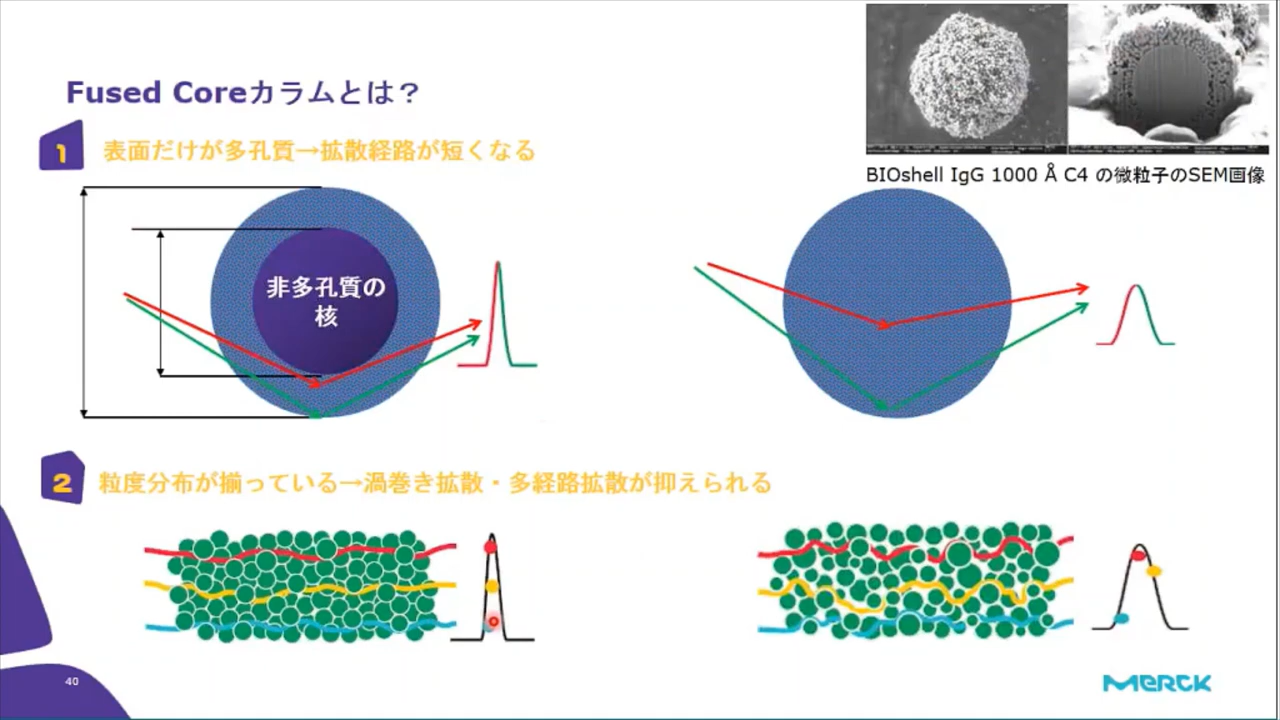 Fused Coreカラムとは？
1 表面だけが多孔質→拡散経路が短くなる
BIOshell IgG 1000 Å C4 の微粒子のSEM画像
非多孔質の
核
2 粒度分布が揃っている→渦巻き拡散・多経路拡散が抑えられる
40
MERCK